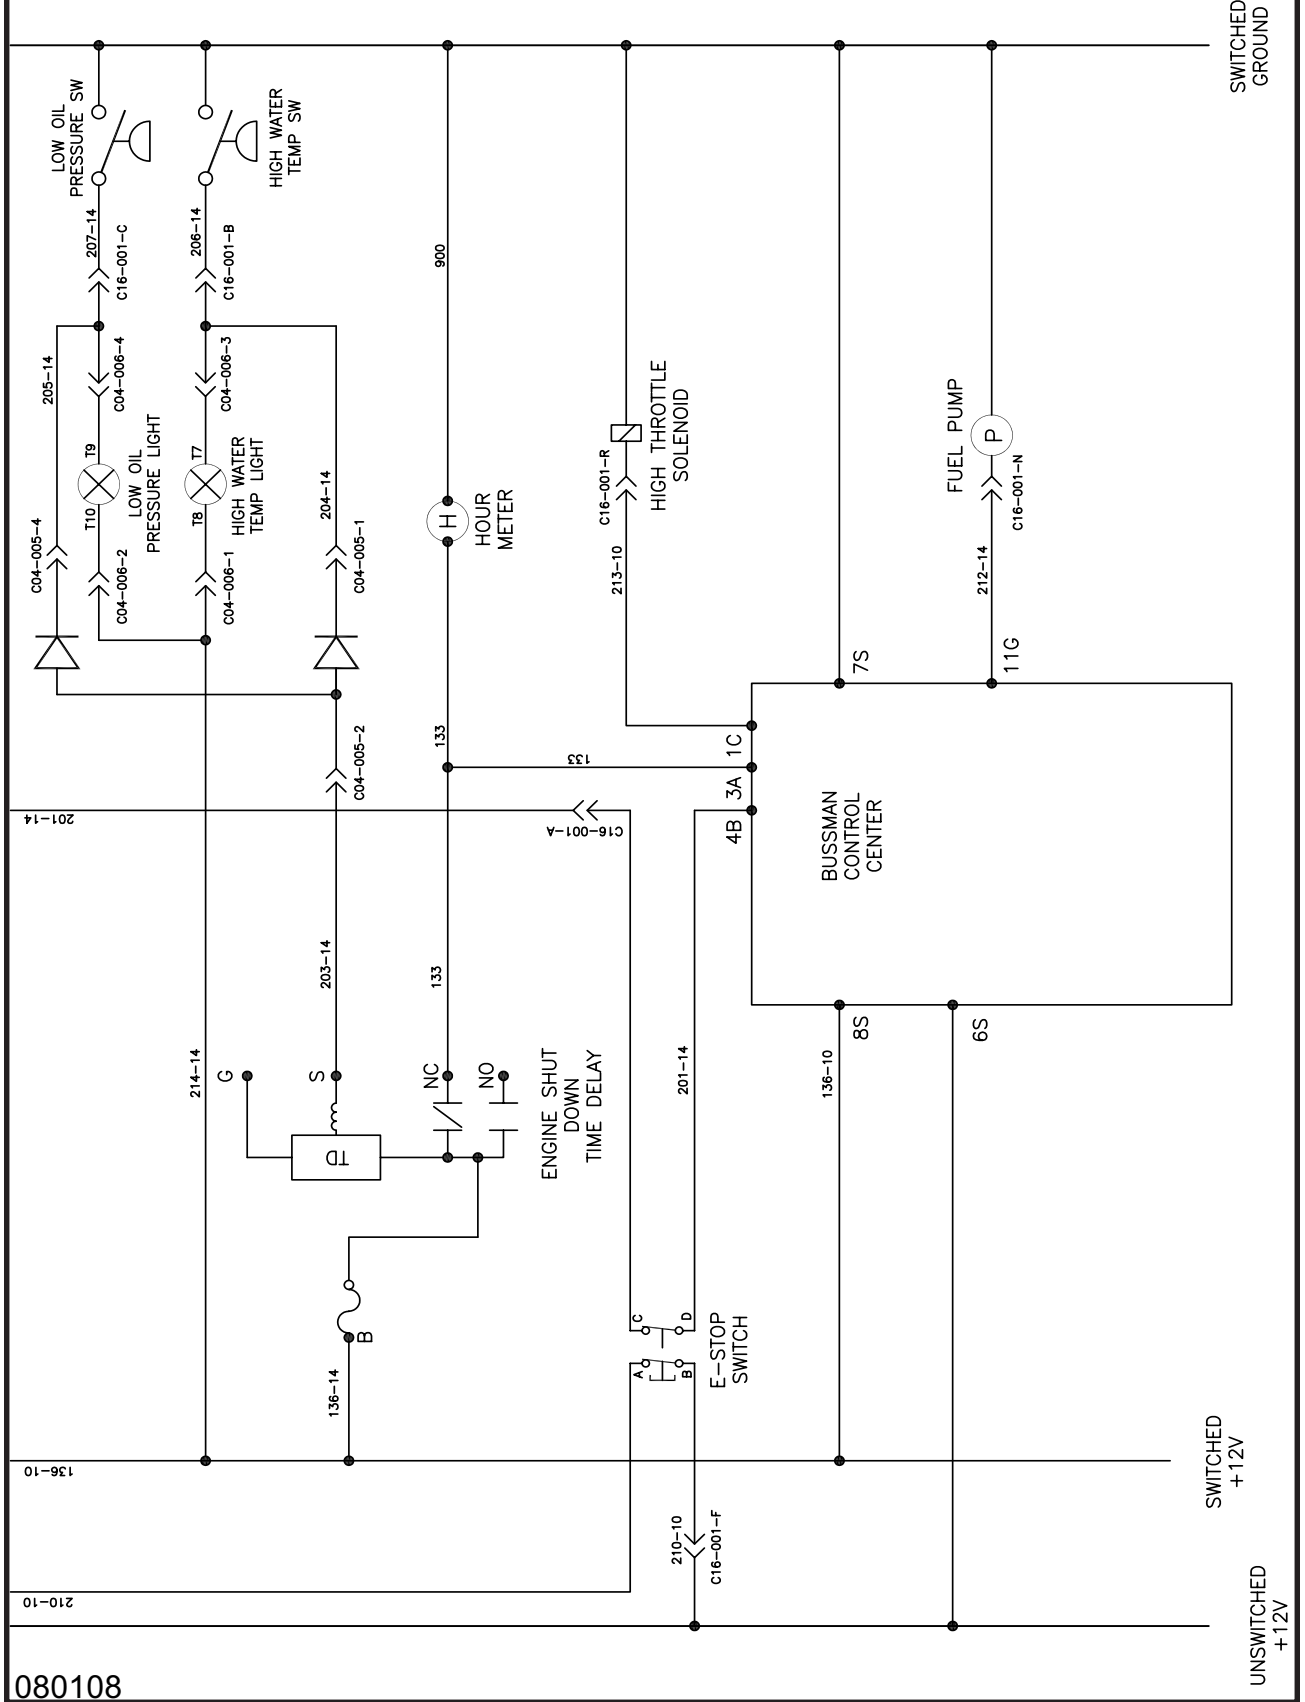 SWITCHED
GROUND
LOW OIL
PRESSURE SW
HIGH WATER
TEMP SW
207-14
C16-001-C
206-14
C16-001-B
900
205-14
C04-006-4
C04-006-3
T9
T10
LOW OIL
PRESSURE LIGHT
T7
T8
HIGH WATER
TEMP LIGHT
204-14
C04-005-4
C04-006-2
C04-006-1
C04-005-1
H
HOUR
METER
C16-001-R
HIGH THROTTLE
SOLENOID
213-10
FUEL PUMP
P
C16-001-N
212-14
7S
11G
133
133
C04-005-2
201-14
C16-001-A
1C
3A
4B
BUSSMAN
CONTROL
CENTER
203-14
133
214-14
G
S
NC
NO
TD
ENGINE SHUT
DOWN
TIME DELAY
201-14
136-10
8S
6S
B
136-14
C
D
A
B
E-STOP
SWITCH
136-10
SWITCHED
+12V
210-10
C16-001-F
210-10
UNSWITCHED
+12V
080108